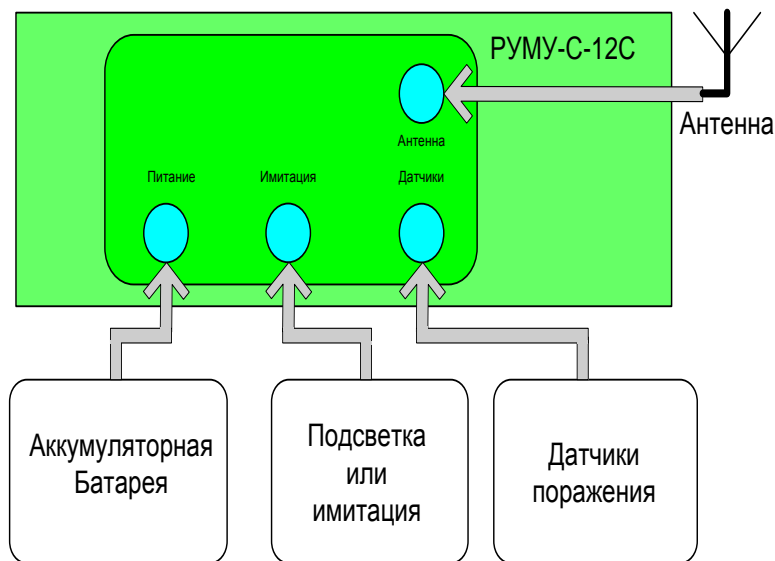 РУМУ-С-12С
Антенна
Антенна
Питание
Имитация
Датчики
Аккумуляторная
Батарея
Подсветка
или
имитация
Датчики
поражения